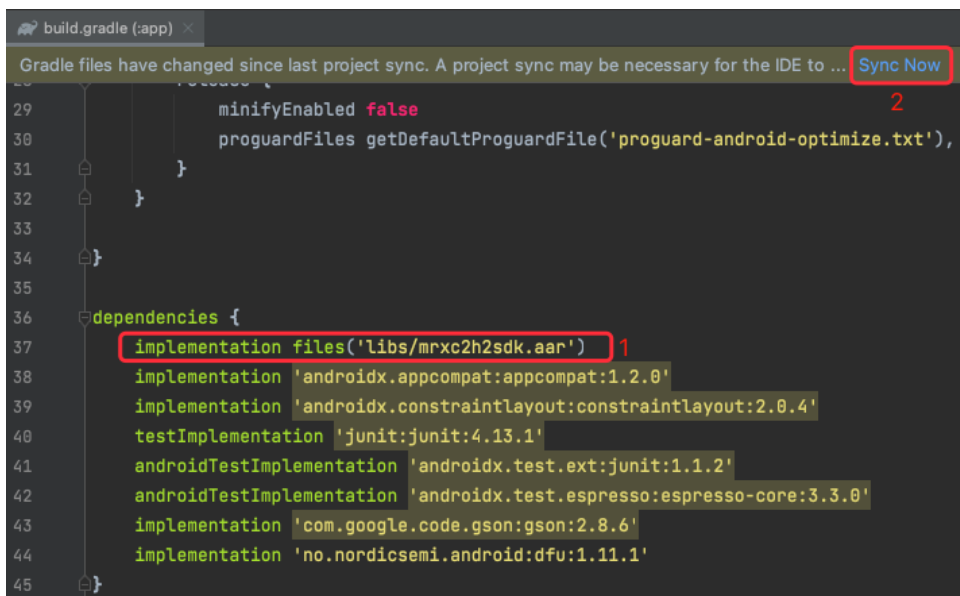 build.gradle (:app)
Gradle files have changed since last project sync. A project sync may be necessary for the IDE to ... Sync Now
2
28 release {
29 minifyEnabled false
30 proguardFiles getDefaultProguardFile('proguard-android-optimize.txt'),
31 }
32 }
33
34 }
35
36 dependencies {
37 implementation files('libs/mrxc2h2sdk.aar') 1
38 implementation 'androidx.appcompat:appcompat:1.2.0'
39 implementation 'androidx.constraintlayout:constraintlayout:2.0.4'
40 testImplementation 'junit:junit:4.13.1'
41 androidTestImplementation 'androidx.test.ext:junit:1.1.2'
42 androidTestImplementation 'androidx.test.espresso:espresso-core:3.3.0'
43 implementation 'com.google.code.gson:gson:2.8.6'
44 implementation 'no.nordicsemi.android:dfu:1.11.1'
45 }